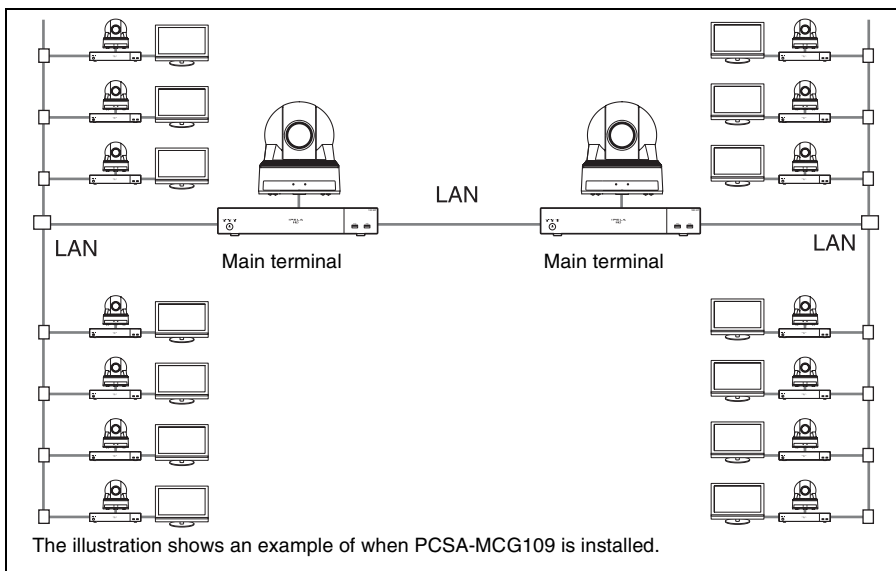 LAN
LAN
LAN
Main terminal
Main terminal
The illustration shows an example of when PCSA-MCG109 is installed.